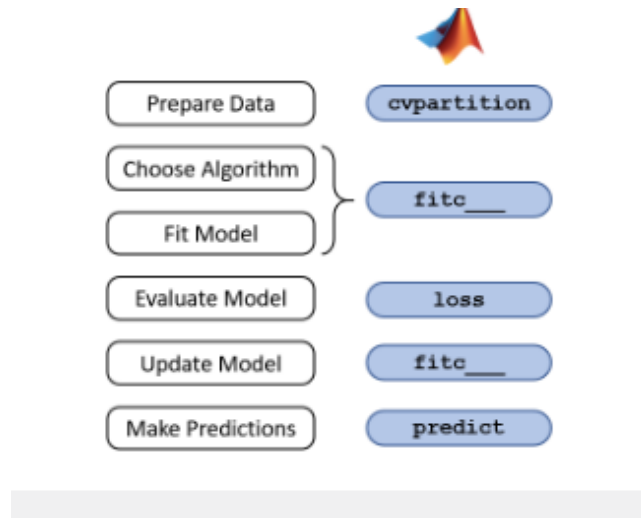 Prepare Data cvpartition
Choose Algorithm
fitc___
Fit Model
Evaluate Model loss
Update Model fitc___
Make Predictions predict